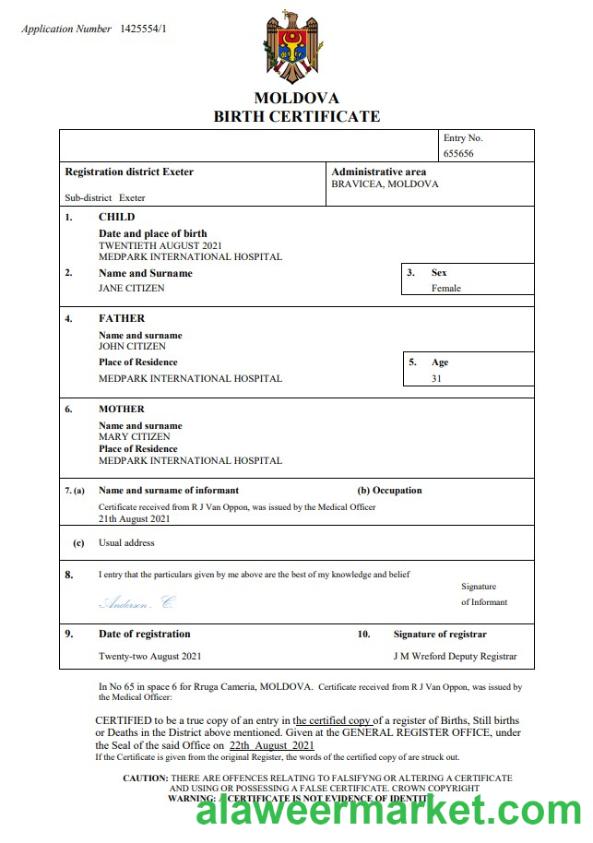 Application Number 1425554/1
MOLDOVA
BIRTH CERTIFICATE
Entry No.
655656
Registration district Exeter
Administrative area
BRAVICEA, MOLDOVA
Sub-district Exeter
1. CHILD
Date and place of birth
TWENTIETH AUGUST 2021
MEDPARK INTERNATIONAL HOSPITAL
2. Name and Surname
3. Sex
JANE CITIZEN
Female
4. FATHER
Name and surname
JOHN CITIZEN
Place of Residence
5. Age
MEDPARK INTERNATIONAL HOSPITAL
31
6. MOTHER
Name and surname
MARY CITIZEN
Place of Residence
MEDPARK INTERNATIONAL HOSPITAL
7. (a) Name and surname of informant
(b) Occupation
Certificate received from R J Van Oppon, was issued by the Medical Officer
21th August 2021
(c) Usual address
8. I entry that the particulars given by me above are the best of my knowledge and belief
Signature
Anderson. C.
of Informant
9. Date of registration
10. Signature of registrar
Twenty-two August 2021
J M Wreford Deputy Registrar
In No 65 in space 6 for Rruga Cameria, MOLDOVA. Certificate received from R J Van Oppon, was issued by
the Medical Officer:
CERTIFIED to be a true copy of an entry in the certified copy of a register of Births, Still births
or Deaths in the District above mentioned. Given at the GENERAL REGISTER OFFICE, under
the Seal of the said Office on 22th August 2021
If the Certificate is given from the original Register, the words of the certified copy of are struck out.
CAUTION: THERE ARE OFFENCES RELATING TO FALSIFYNG OR ALTERING A CERTIFICATE
AND USING OR POSSESSING A FALSE CERTIFICATE. CROWN COPYRIGHT
WARNING: A CERTIFICATE IS NOT EVIDENCE OF IDENTITY
alaweermarket.com